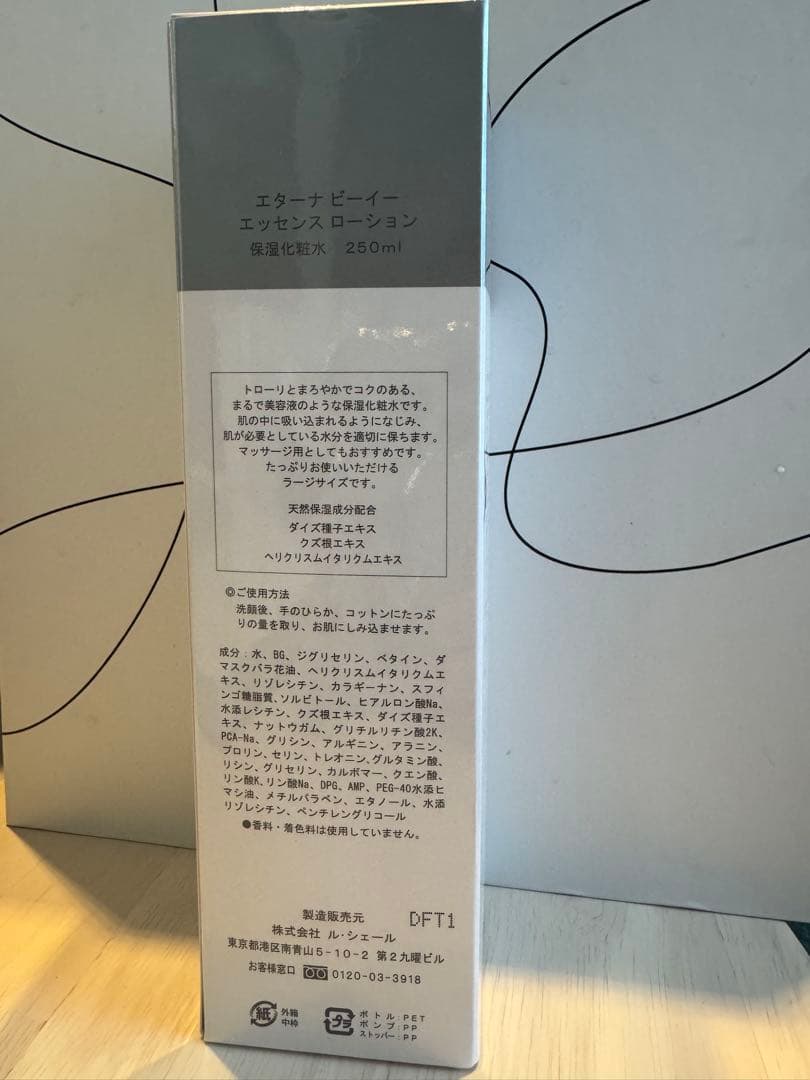 エターナ ビーイー
エッセンス ローション
保湿化粧水　250ml
トローリとまろやかでコクのある、
まるで美容液のような保湿化粧水です。
肌の中に吸い込まれるようになじみ、
肌が必要としている水分を適切に保ちます。
マッサージ用としてもおすすめです。
たっぷりお使いいただける
ラージサイズです。
天然保湿成分配合
ダイズ種子エキス
クズ根エキス
ヘリクリスムイタリクムエキス
◎ご使用方法
洗顔後、手のひらか、コットンにたっぷ
りの量を取り、お肌にしみ込ませます。
成分：水、BG、ジグリセリン、ベタイン、ダ
マスクバラ花油、ヘリクリスムイタリクムエ
キス、リゾレシチン、カラギーナン、スフィ
ンゴ糖脂質、ソルビトール、ヒアルロン酸Na、
水添レシチン、クズ根エキス、ダイズ種子エ
キス、ナットウガム、グリチルリチン酸2K、
PCA-Na、グリシン、アルギニン、アラニン、
プロリン、セリン、トレオニン、グルタミン酸、
リシン、グリセリン、カルボマー、クエン酸、
リン酸K、リン酸Na、DPG、AMP、PEG-40水添ヒ
マシ油、メチルパラベン、エタノール、水添
リゾレシチン、ペンチレングリコール
●香料・着色料は使用していません。
製造販売元
DFT1
株式会社 ル・シェール
東京都港区南青山5-10-2 第2九曜ビル
お客様窓口 0120-03-3918
紙 外箱
中枠
プラ ボトル:PET
ポンプ:PP
ストッパー:PP